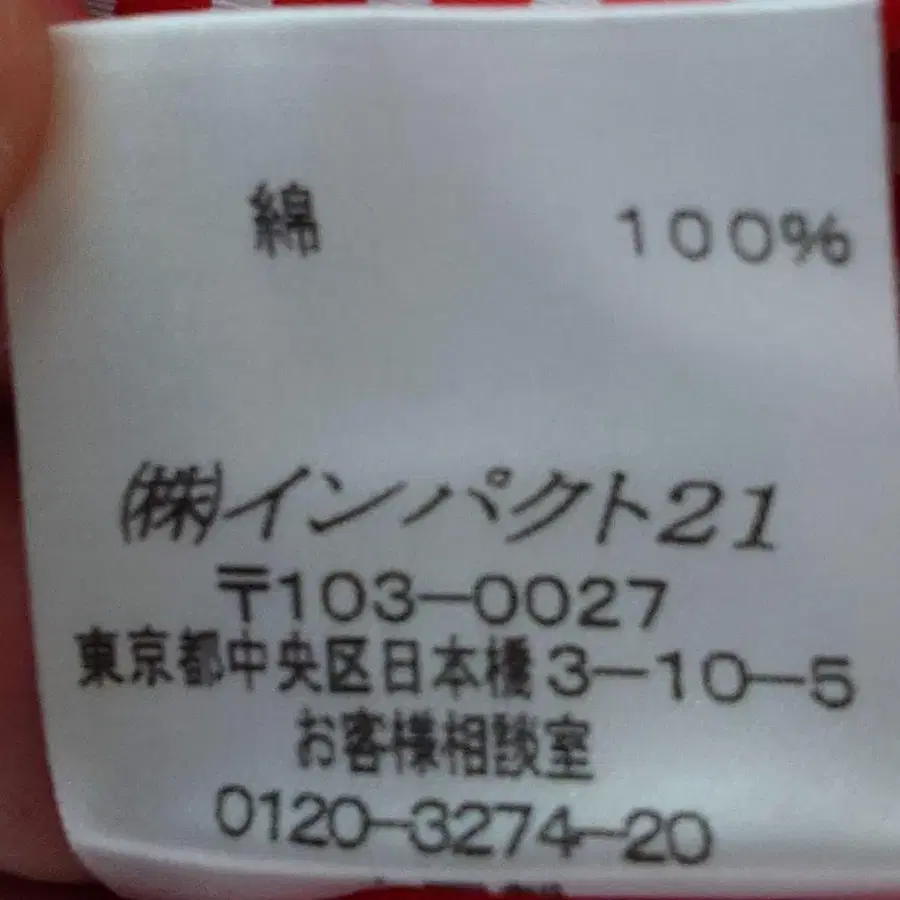 綿 100%
㈱インパクト21
〒103-0027
東京都中央区日本橋3-10-5
お客様相談室
0120-3274-20